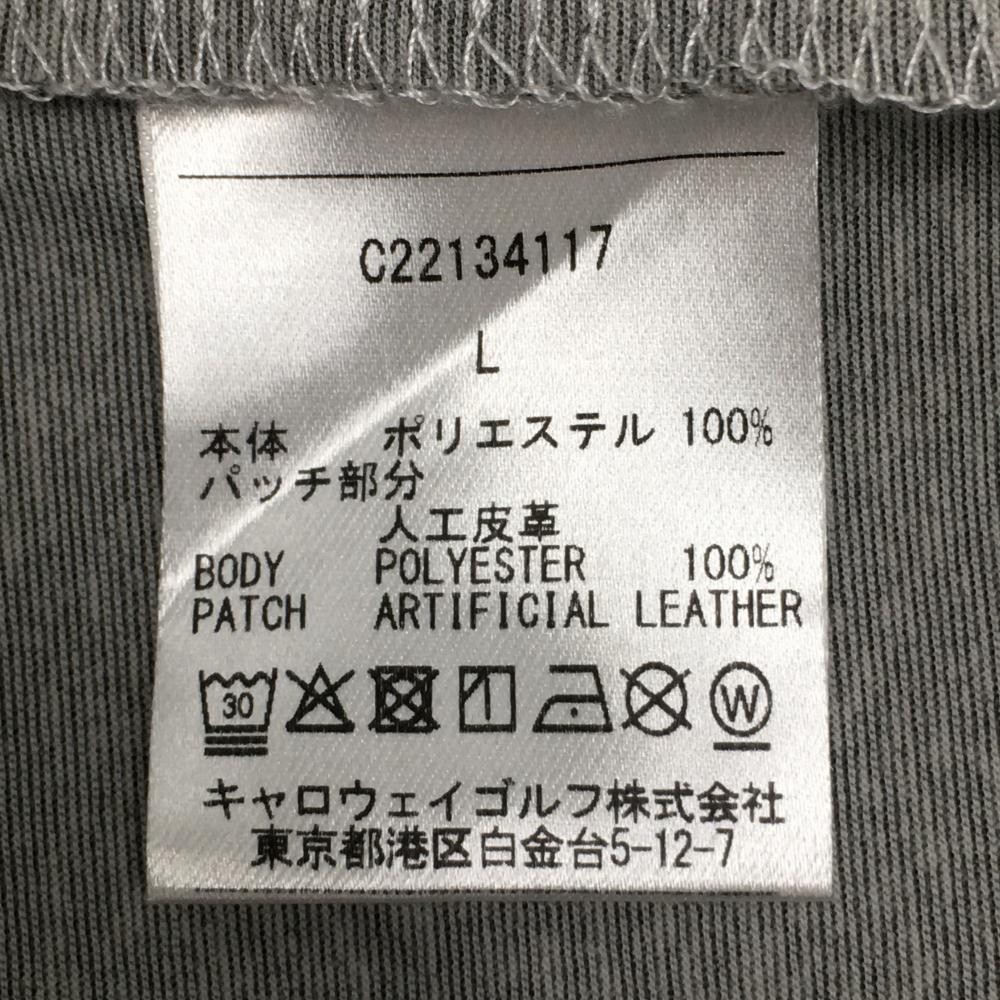 C22134117
L
本体 ポリエステル 100%
パッチ部分
人工皮革
BODY POLYESTER 100%
PATCH ARTIFICIAL LEATHER
30 W
キャロウェイゴルフ株式会社
東京都港区白金台5-12-7